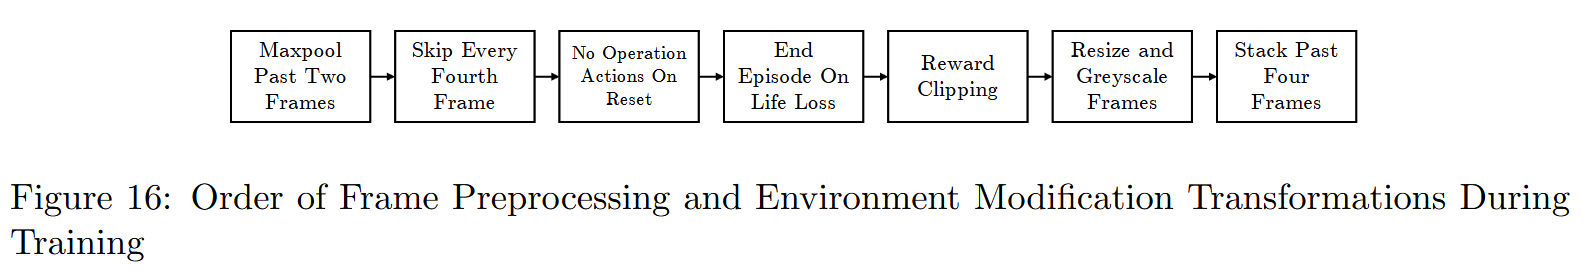 Maxpool
Past Two
Frames
Skip Every
Fourth
Frame
No Operation
Actions On
Reset
End
Episode On
Life Loss
Reward
Clipping
Resize and
Greyscale
Frames
Stack Past
Four
Frames
Figure 16: Order of Frame Preprocessing and Environment Modification Transformations During
Training